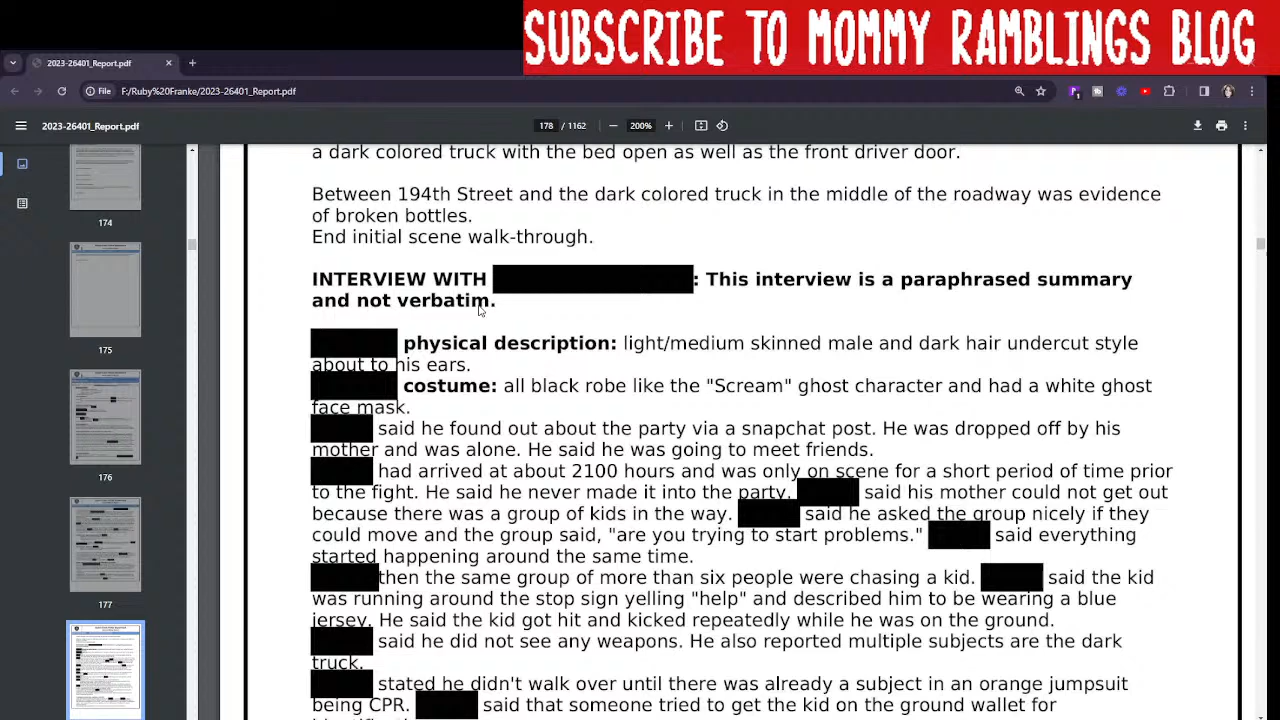 SUBSCRIBE TO MOMMY RAMBLINGS BLOG
2023-26401_Report.pdf
File
F:/Ruby%20Franke/2023-26401_Report.pdf
2023-26401_Report.pdf
178 / 1162
200%
a dark colored truck with the bed open as well as the front driver door.
Between 194th Street and the dark colored truck in the middle of the roadway was evidence
of broken bottles.
End initial scene walk-through.
INTERVIEW WITH : This interview is a paraphrased summary
and not verbatim.
physical description: light/medium skinned male and dark hair undercut style
about to his ears.
costume: all black robe like the "Scream" ghost character and had a white ghost
face mask.
said he found out about the party via a snapchat post. He was dropped off by his
mother and was alone. He said he was going to meet friends.
had arrived at about 2100 hours and was only on scene for a short period of time prior
to the fight. He said he never made it into the party. said his mother could not get out
because there was a group of kids in the way. said he asked the group nicely if they
could move and the group said, "are you trying to start problems." said everything
started happening around the same time.
then the same group of more than six people were chasing a kid. said the kid
was running around the stop sign yelling "help" and described him to be wearing a blue
jersey. He said the kid got hit and kicked repeatedly while he was on the ground.
said he did not see any weapons. He also reported multiple subjects are the dark
truck.
stated he didn't walk over until there was already a subject in an orange jumpsuit
being CPR. said that someone tried to get the kid on the ground wallet for
174
175
176
177